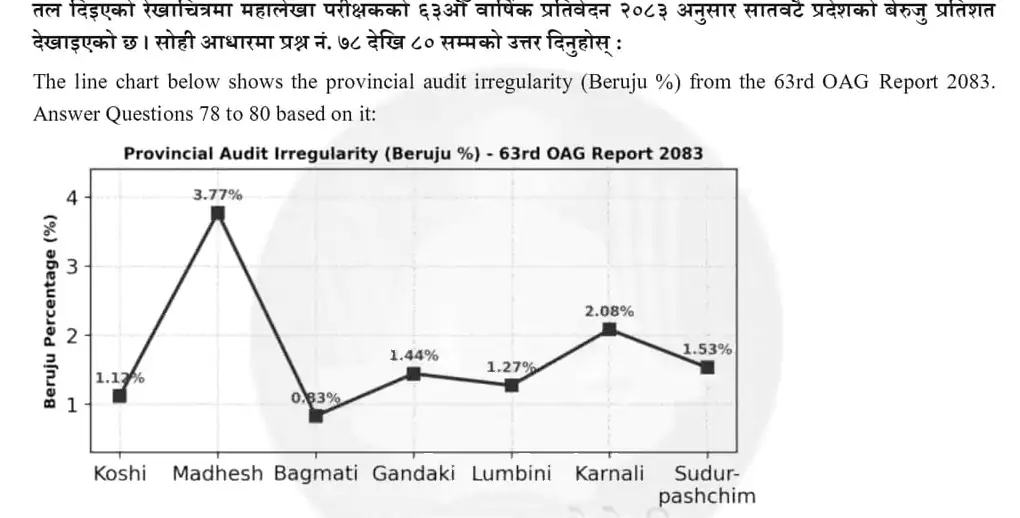 तल दिइएको रेखाचित्रमा महालेखा परीक्षकको ६३औं वार्षिक प्रतिवेदन २०८३ अनुसार सातवटै प्रदेशको बेरुजु प्रतिशत
देखाइएको छ। सोही आधारमा प्रश्न नं. ७८ देखि ८० सम्मको उत्तर दिनुहोस् :
The line chart below shows the provincial audit irregularity (Beruju %) from the 63rd OAG Report 2083.
Answer Questions 78 to 80 based on it:
Provincial Audit Irregularity (Beruju %) - 63rd OAG Report 2083
Beruju Percentage (%)
4
3
2
1
1.12%
3.77%
0.83%
1.44%
1.27%
2.08%
1.53%
Koshi Madhesh Bagmati Gandaki Lumbini Karnali Sudur-
pashchim